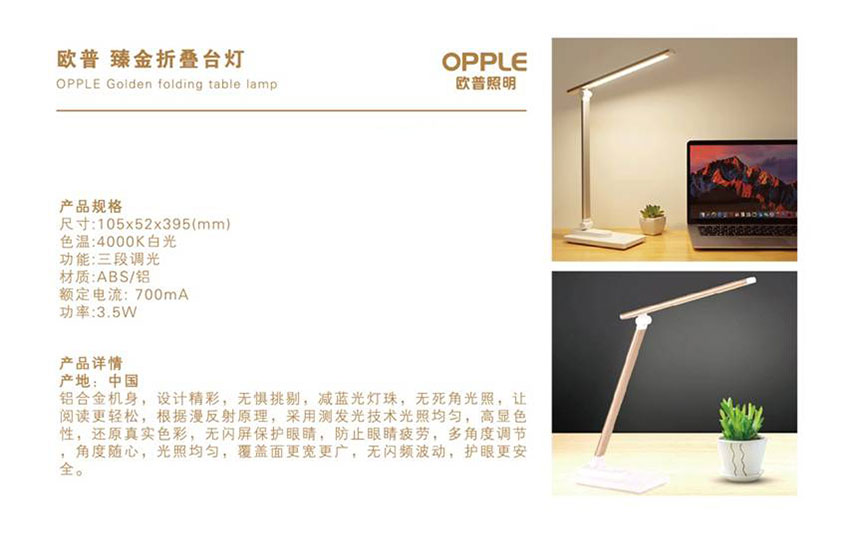 欧普 臻金折叠台灯
OPPLE Golden folding table lamp
OPPLE
欧普照明
产品规格
尺寸:105x52x395(mm)
色温:4000K白光
功能:三段调光
材质:ABS/铝
额定电流: 700mA
功率:3.5W
产品详情
产地：中国
铝合金机身，设计精彩，无惧挑剔，减蓝光灯珠，无死角光照，让
阅读更轻松，根据漫反射原理，采用测发光技术光照均匀，高显色
性，还原真实色彩，无闪屏保护眼睛，防止眼睛疲劳，多角度调节
，角度随心，光照均匀，覆盖面更宽更广，无闪频波动，护眼更安
全。